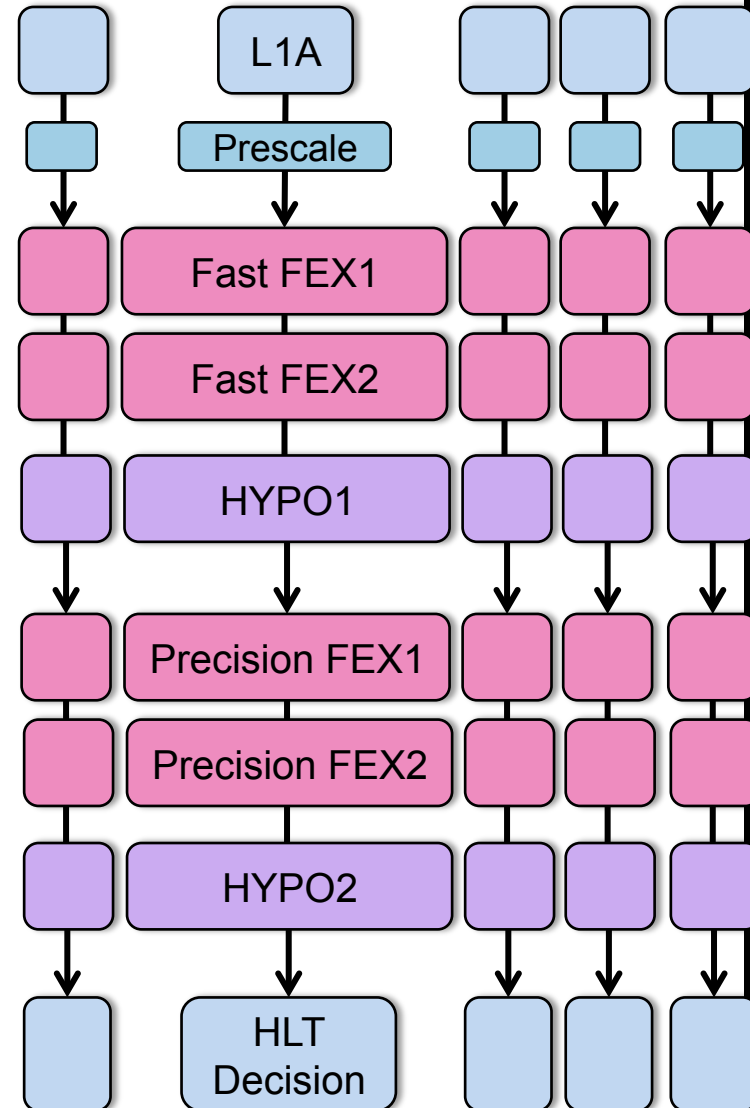 L1A
Prescale
Fast FEX1
Fast FEX2
HYPO1
Precision FEX1
Precision FEX2
HYPO2
HLT
Decision